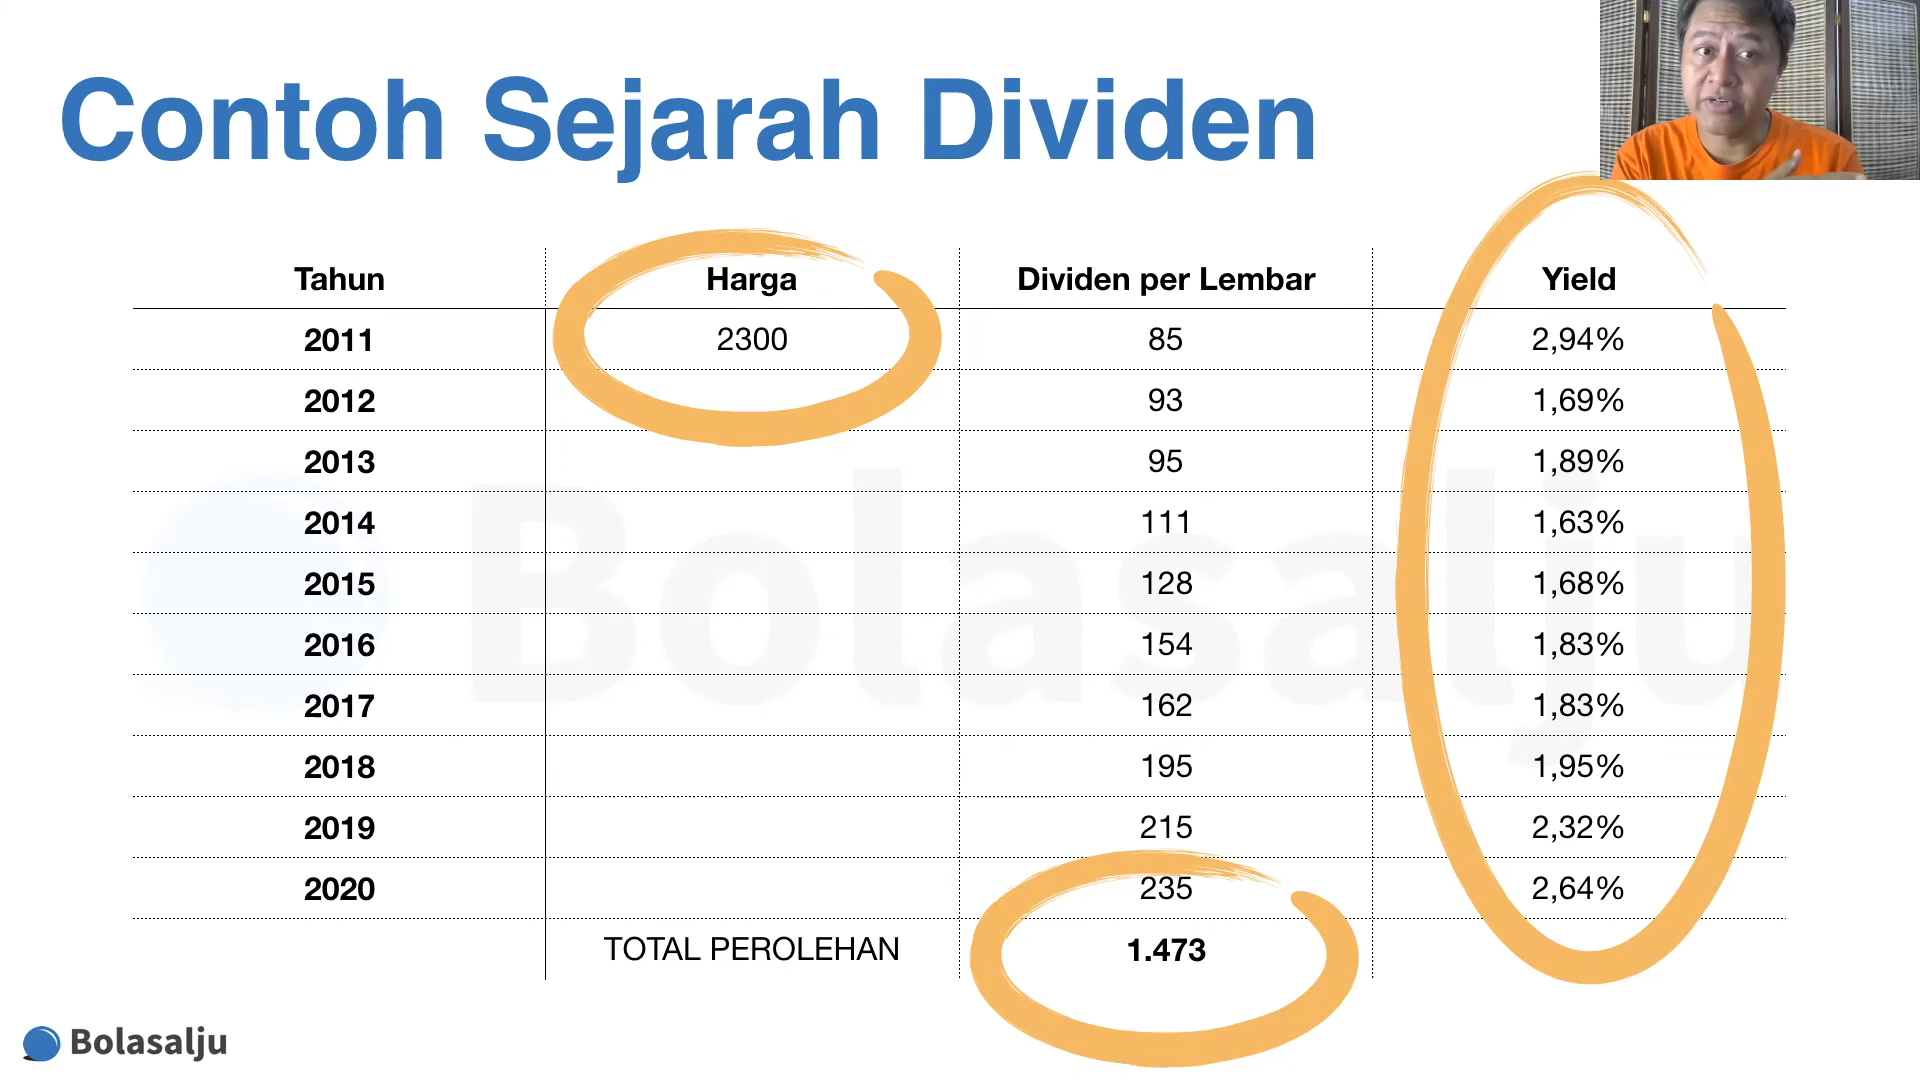 Contoh Sejarah Dividen
Tahun Harga Dividen per Lembar Yield
2011 2300 85 2,94%
2012 93 1,69%
2013 95 1,89%
2014 111 1,63%
2015 128 1,68%
2016 154 1,83%
2017 162 1,83%
2018 195 1,95%
2019 215 2,32%
2020 235 2,64%
TOTAL PEROLEHAN 1.473
Bolasalju
Bolasalju